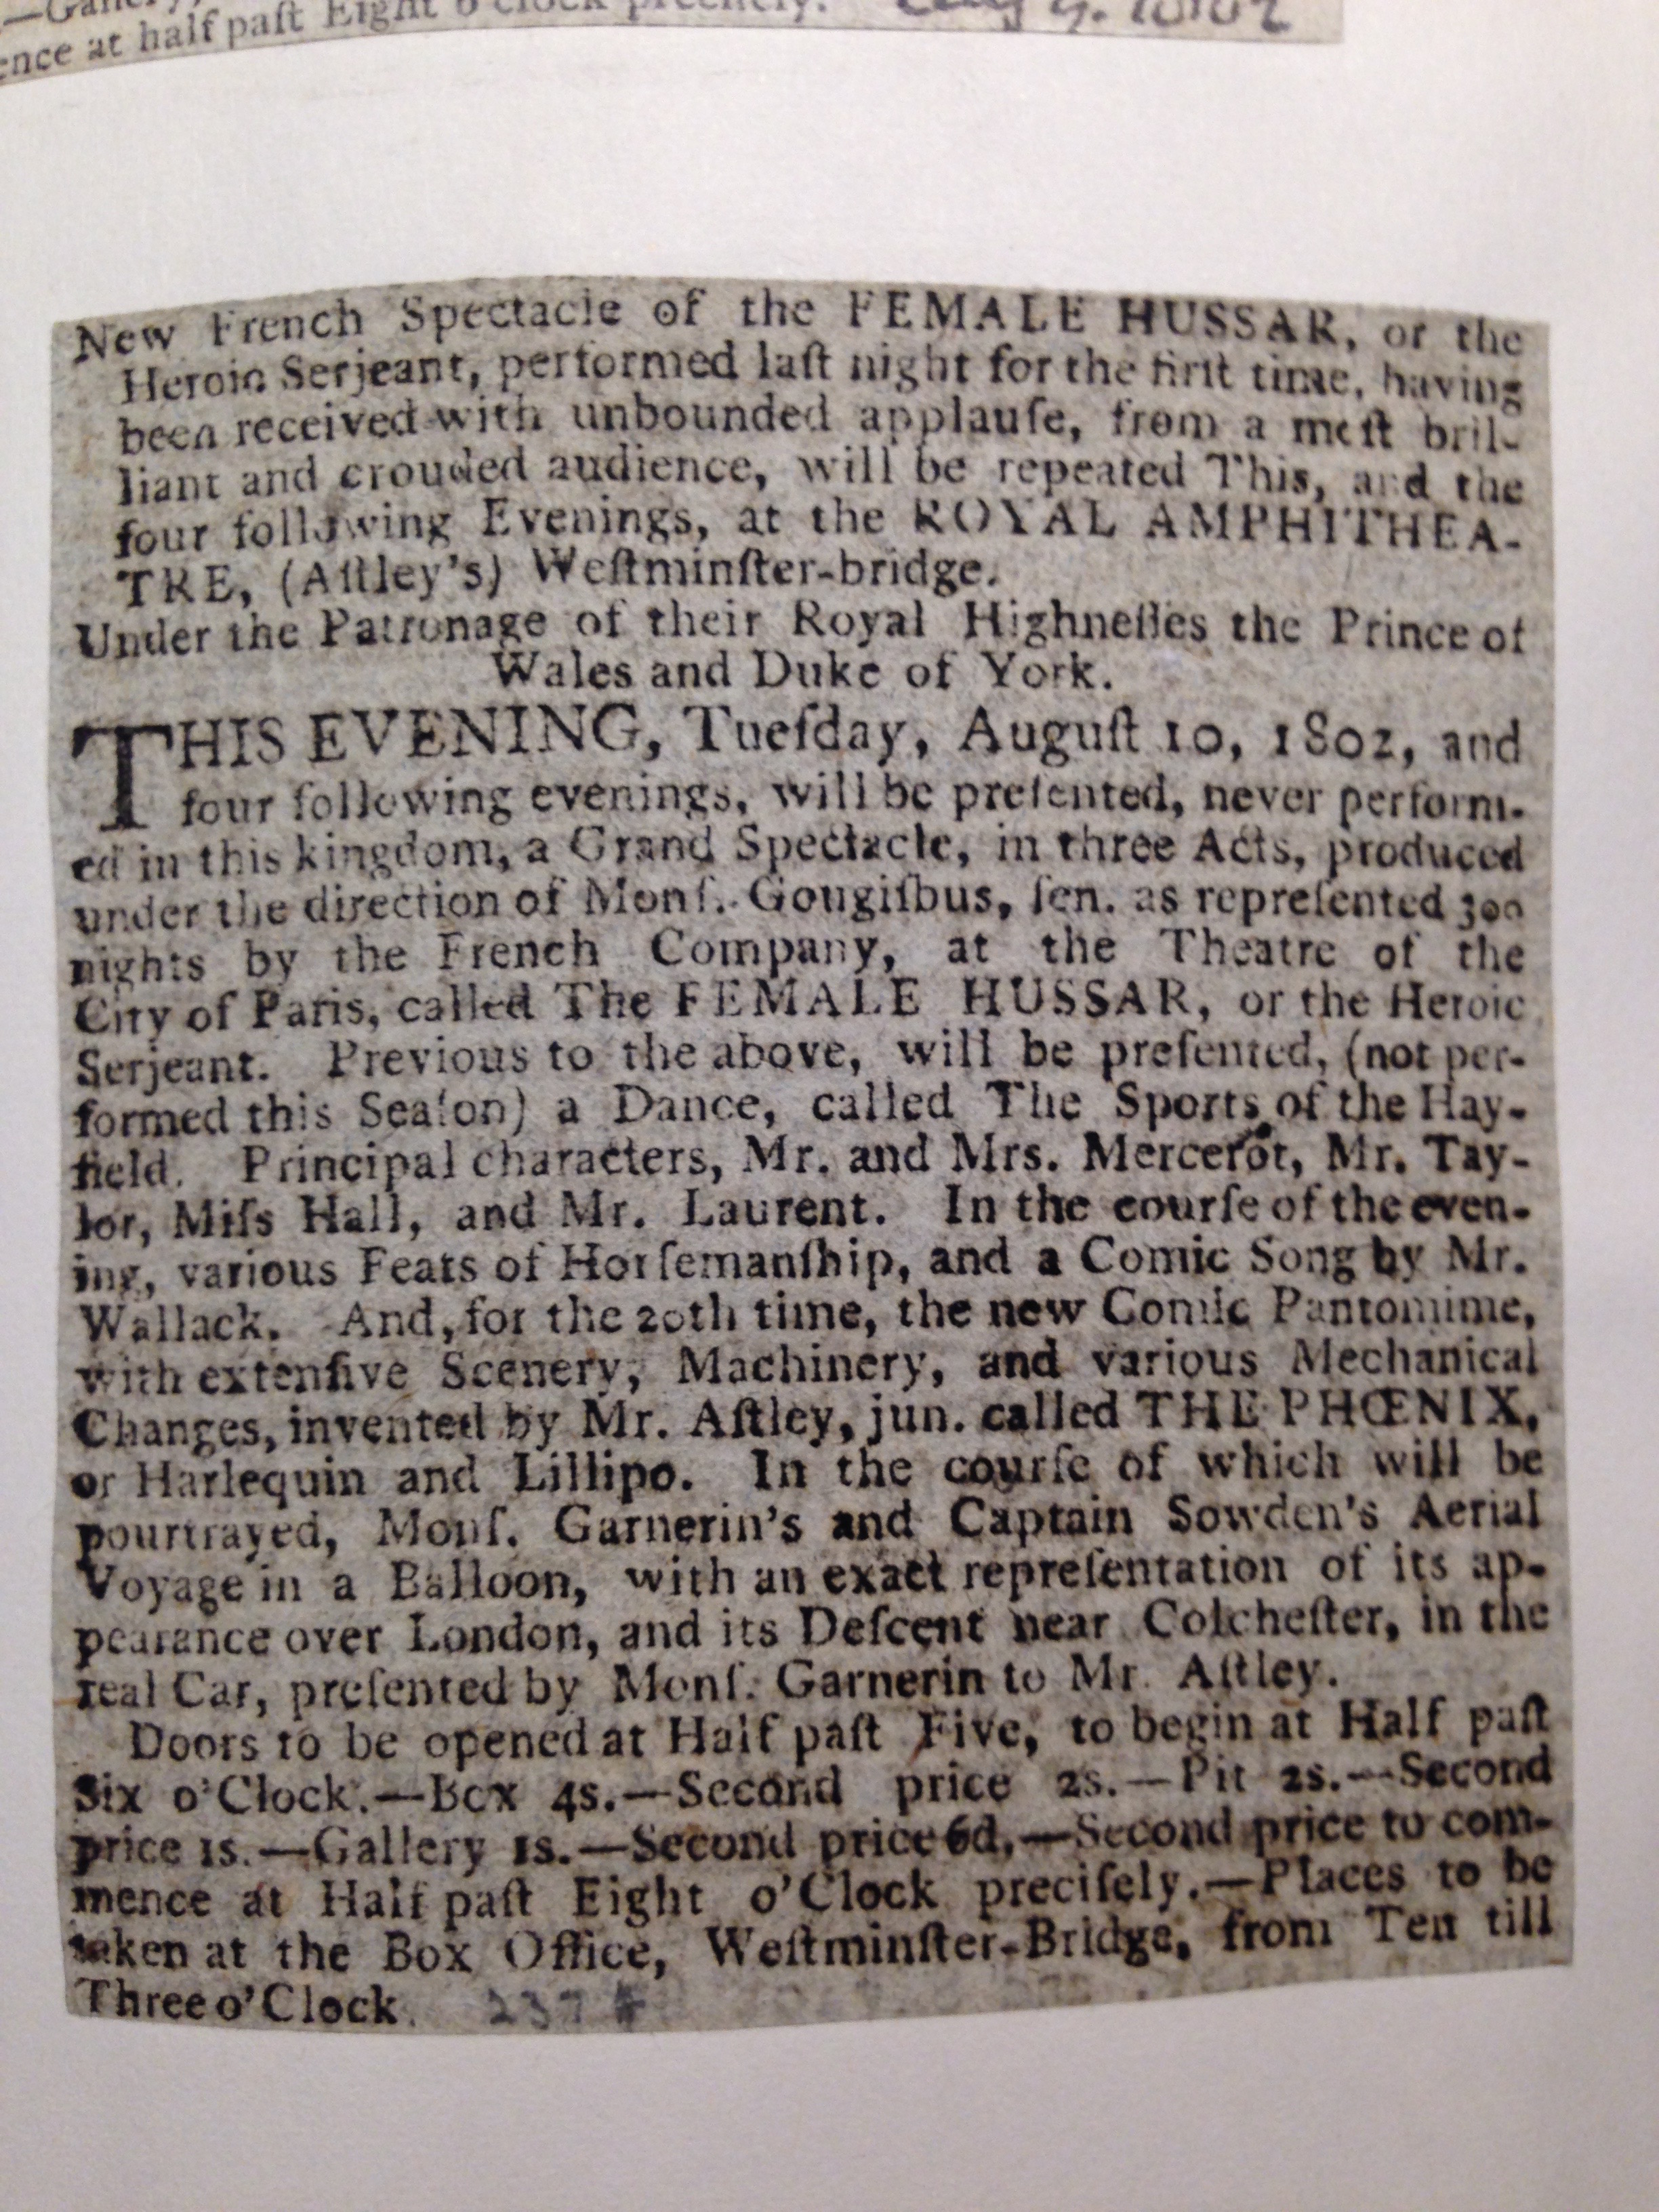 —Gallery,
ence at half paſt Eight o'clock preciſely.
New French Spectacle of the FEMALE HUSSAR, or the
Heroic Serjeant, performed laſt night for the firſt time, having
been received with unbounded applauſe, from a moſt bril-
liant and crouded audience, will be repeated This, and the
four following Evenings, at the ROYAL AMPHITHEA-
TRE, (Aſtley's) Weſtminſter-bridge.
Under the Patronage of their Royal Highneſſes the Prince of
Wales and Duke of York.
THIS EVENING, Tueſday, Auguſt 10, 1802, and
four following evenings, will be preſented, never perform-
ed in this kingdom, a Grand Spectacle, in three Acts, produced
under the direction of Monſ. Gougiſbus, ſen. as repreſented 300
nights by the French Company, at the Theatre of the
City of Paris, called The FEMALE HUSSAR, or the Heroic
Serjeant. Previous to the above, will be preſented, (not per-
formed this Seaſon) a Dance, called The Sports of the Hay-
field. Principal characters, Mr. and Mrs. Mercerot, Mr. Tay-
lor, Miſs Hall, and Mr. Laurent. In the courſe of the even-
ing, various Feats of Horſemanſhip, and a Comic Song by Mr.
Wallack. And, for the 20th time, the new Comic Pantomime,
with extenſive Scenery, Machinery, and various Mechanical
Changes, invented by Mr. Aſtley, jun. called THE PHŒNIX,
or Harlequin and Lillipo. In the courſe of which will be
pourtrayed, Monſ. Garnerin's and Captain Sowden's Aerial
Voyage in a Balloon, with an exact repreſentation of its ap-
pearance over London, and its Deſcent near Colcheſter, in the
real Car, preſented by Monſ. Garnerin to Mr. Aſtley.
Doors to be opened at Half paſt Five, to begin at Half paſt
Six o'Clock.—Box 4s.—Second price 2s.—Pit 2s.—Second
price 1s.—Gallery 1s.—Second price 6d.—Second price to com-
mence at Half paſt Eight o'Clock preciſely.—Places to be
taken at the Box Office, Weſtminſter-Bridge, from Ten till
Three o'Clock. 237